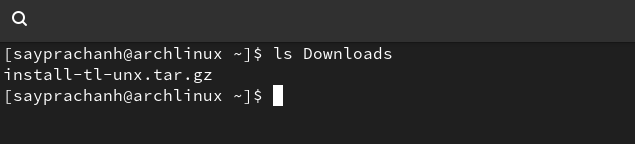 [sayprachanh@archlinux ~]$ ls Downloads
install-tl-unx.tar.gz
[sayprachanh@archlinux ~]$